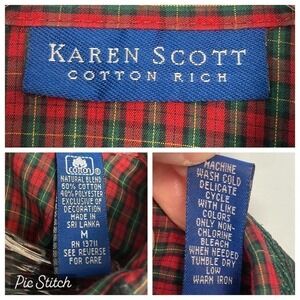 KAREN SCOTT
COTTON RICH
COTTON
NATURAL BLEND
60% COTTON
40% POLYESTER
EXCLUSIVE OF
DECORATION
MADE IN
SRI LANKA
M
RN 13711
SEE REVERSE
FOR CARE
MACHINE
WASH COLD
DELICATE
CYCLE
WITH LIKE
COLORS
ONLY NON-
CHLORINE
BLEACH
WHEN NEEDED
TUMBLE DRY
LOW
WARM IRON
Pic Stitch